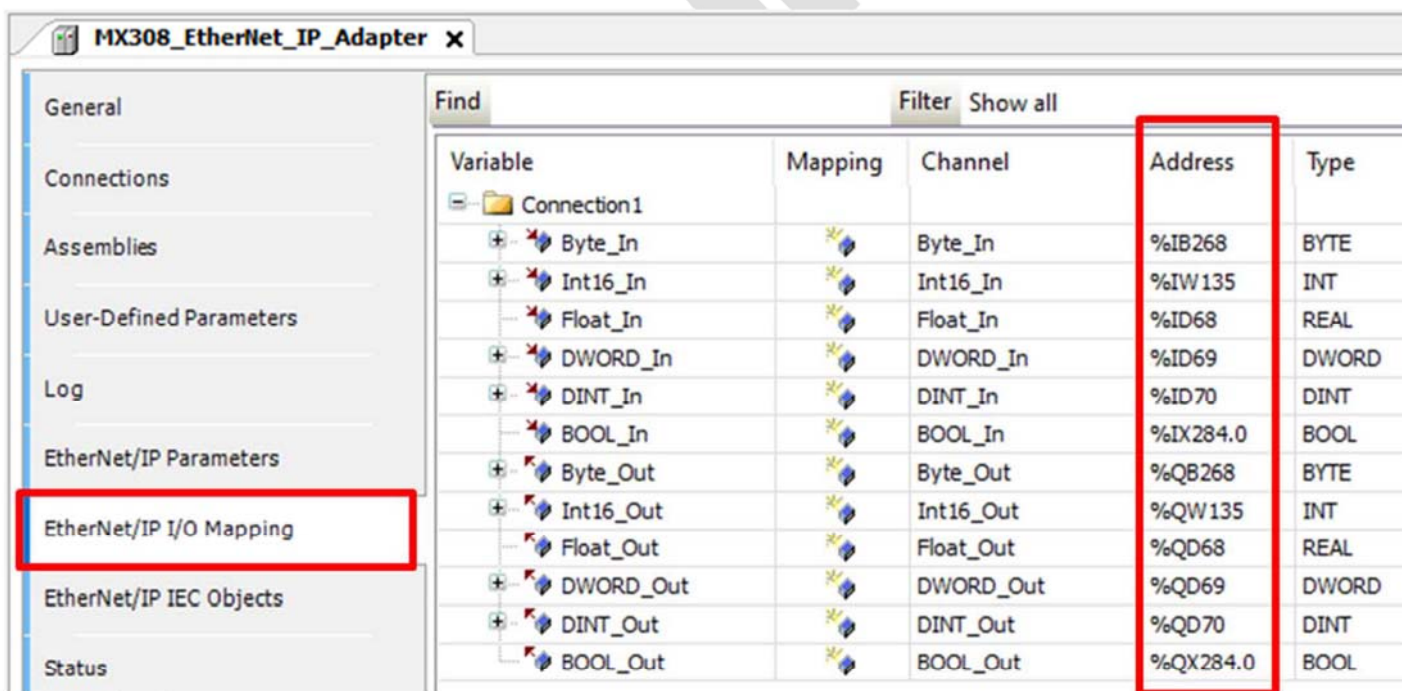 MX308_EtherNet_IP_Adapter
General
Connections
Assemblies
User-Defined Parameters
Log
EtherNet/IP Parameters
EtherNet/IP I/O Mapping
EtherNet/IP IEC Objects
Status
Find Filter Show all
Variable Mapping Channel Address Type
Connection1
Byte_In Byte_In %IB268 BYTE
Int16_In Int16_In %IW135 INT
Float_In Float_In %ID68 REAL
DWORD_In DWORD_In %ID69 DWORD
DINT_In DINT_In %ID70 DINT
BOOL_In BOOL_In %IX284.0 BOOL
Byte_Out Byte_Out %QB268 BYTE
Int16_Out Int16_Out %QW135 INT
Float_Out Float_Out %QD68 REAL
DWORD_Out DWORD_Out %QD69 DWORD
DINT_Out DINT_Out %QD70 DINT
BOOL_Out BOOL_Out %QX284.0 BOOL